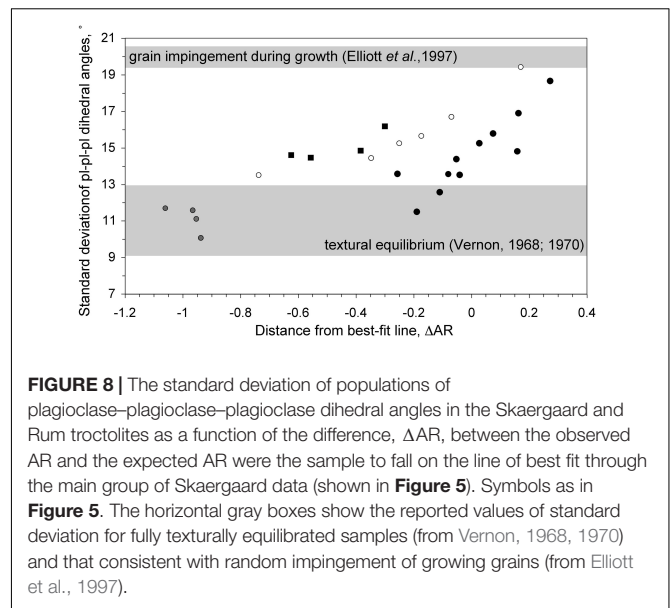 21
19
17
15
13
11
9
7
Standard deviationof pl-pl-pl dihedral angles, °
grain impingement during growth (Elliott et al.,1997)
textural equilibrium (Vernon, 1968; 1970)
-1.2 -1 -0.8 -0.6 -0.4 -0.2 0 0.2 0.4
Distance from best-fit line, ΔAR
FIGURE 8 | The standard deviation of populations of
plagioclase–plagioclase–plagioclase dihedral angles in the Skaergaard and
Rum troctolites as a function of the difference, ΔAR, between the observed
AR and the expected AR were the sample to fall on the line of best fit through
the main group of Skaergaard data (shown in Figure 5). Symbols as in
Figure 5. The horizontal gray boxes show the reported values of standard
deviation for fully texturally equilibrated samples (from Vernon, 1968, 1970)
and that consistent with random impingement of growing grains (from Elliott
et al., 1997).